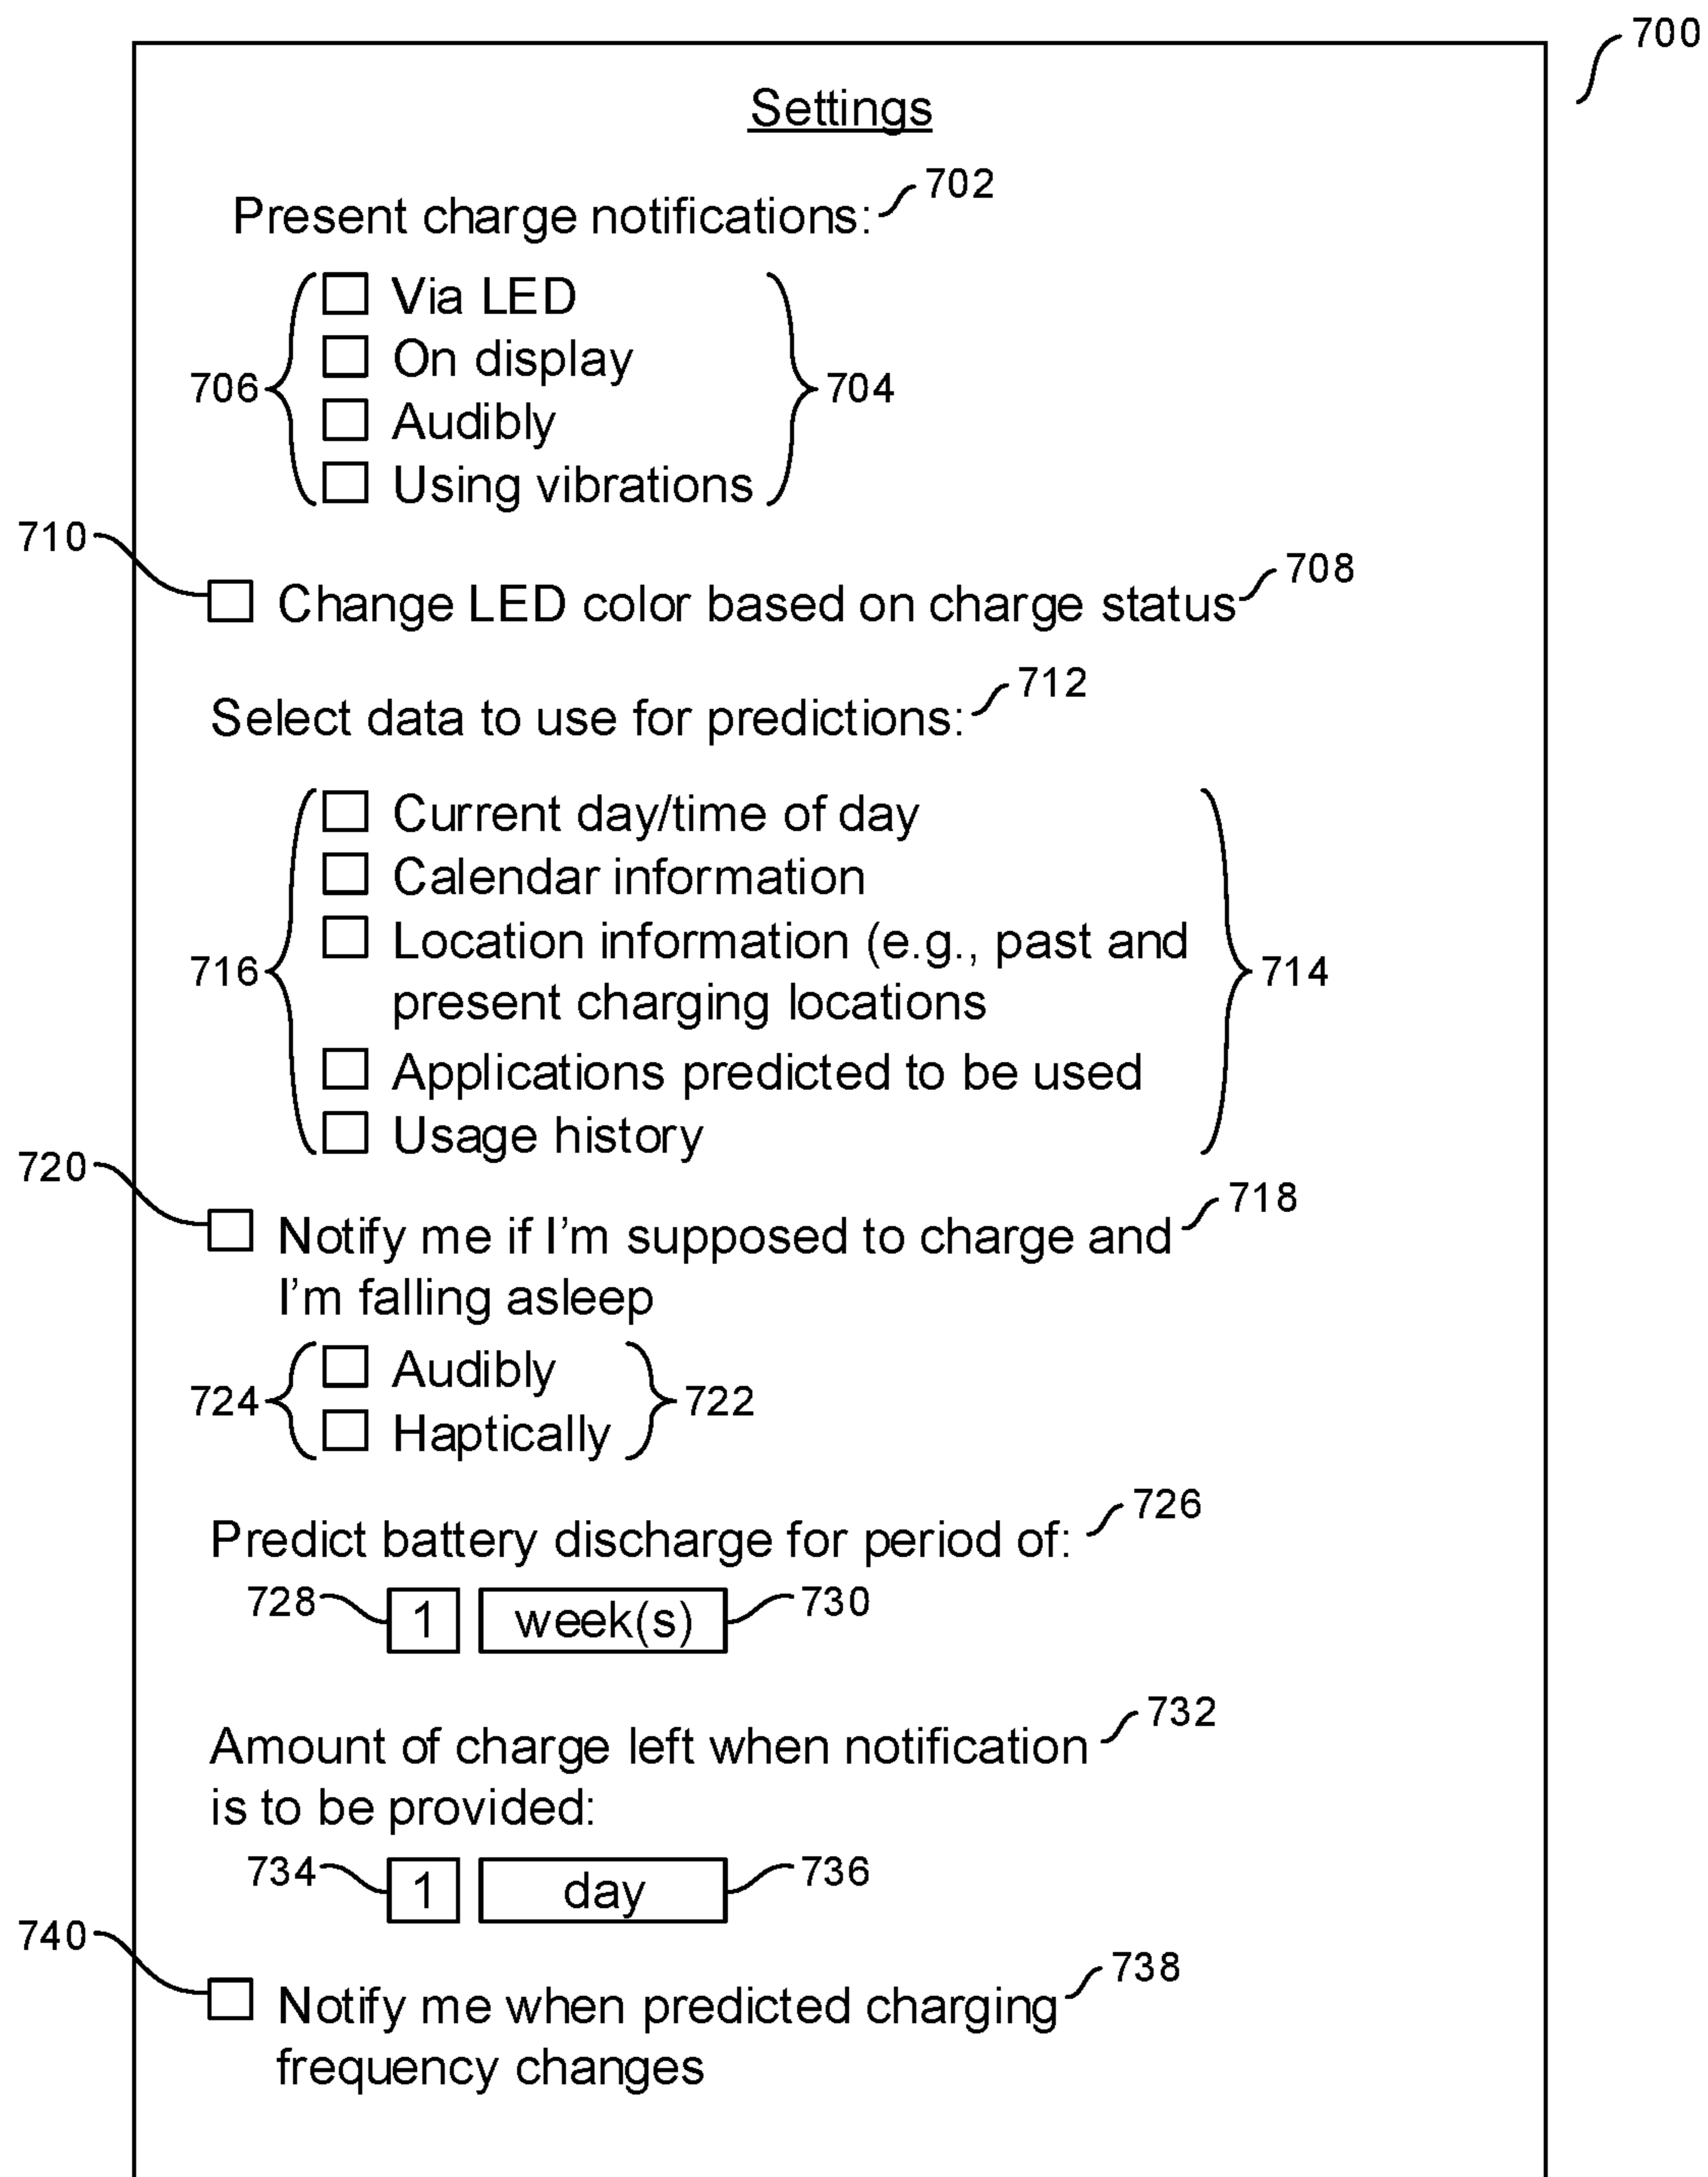 700
Settings
702
Present charge notifications:
Via LED
On display
706
704
Audibly
Using vibrations
710
708
Change LED color based on charge status
712
Select data to use for predictions:
Current day/time of day
Calendar information
Location information (e.g., past and
716
714
present charging locations
Applications predicted to be used
Usage history
720
718
Notify me if I'm supposed to charge and
I'm falling asleep
Audibly
724
722
Haptically
726
Predict battery discharge for period of:
728 1 week(s) 730
732
Amount of charge left when notification
is to be provided:
734 1 day 736
740
738
Notify me when predicted charging
frequency changes